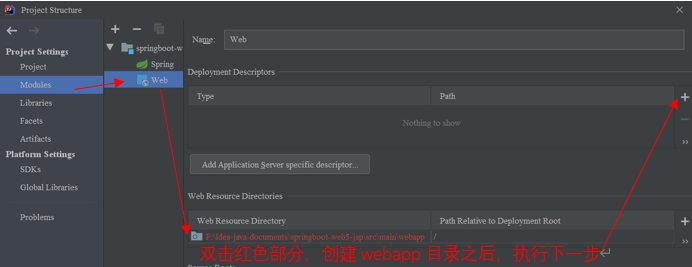 Project Structure
Project Settings
Project
Modules
Libraries
Facets
Artifacts
Platform Settings
SDKs
Global Libraries
Problems
springboot-w
Spring
Web
Name: Web
Deployment Descriptors
Type Path
Nothing to show
Add Application Server specific descriptor...
Web Resource Directories
Web Resource Directory Path Relative to Deployment Root
F:\Idea-java-documents\springboot-web5-jsp\src\main\webapp /
双击红色部分，创建 webapp 目录之后，执行下一步